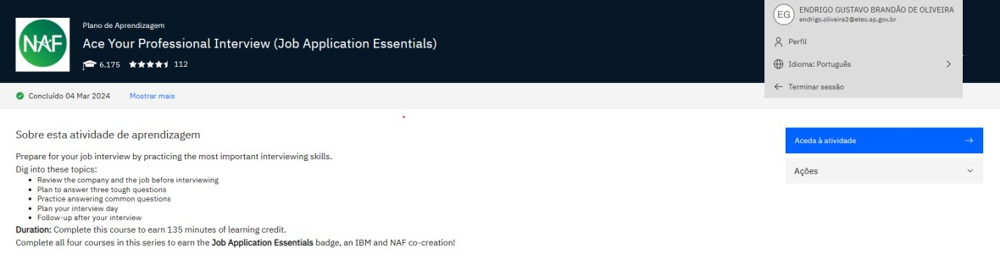 Plano de Aprendizagem
NAF
Ace Your Professional Interview (Job Application Essentials)
6.175 112
EG
ENDRIGO GUSTAVO BRANDÃO DE OLIVEIRA
endrigo.oliveira2@etec.sp.gov.br
Perfil
Idioma: Português
Terminar sessão
Concluído 04 Mar 2024 Mostrar mais
Sobre esta atividade de aprendizagem
Prepare for your job interview by practicing the most important interviewing skills.
Dig into these topics:
• Review the company and the job before interviewing
• Plan to answer three tough questions
• Practice answering common questions
• Plan your interview day
• Follow-up after your interview
Duration: Complete this course to earn 135 minutes of learning credit.
Complete all four courses in this series to earn the Job Application Essentials badge, an IBM and NAF co-creation!
Aceda à atividade
Ações